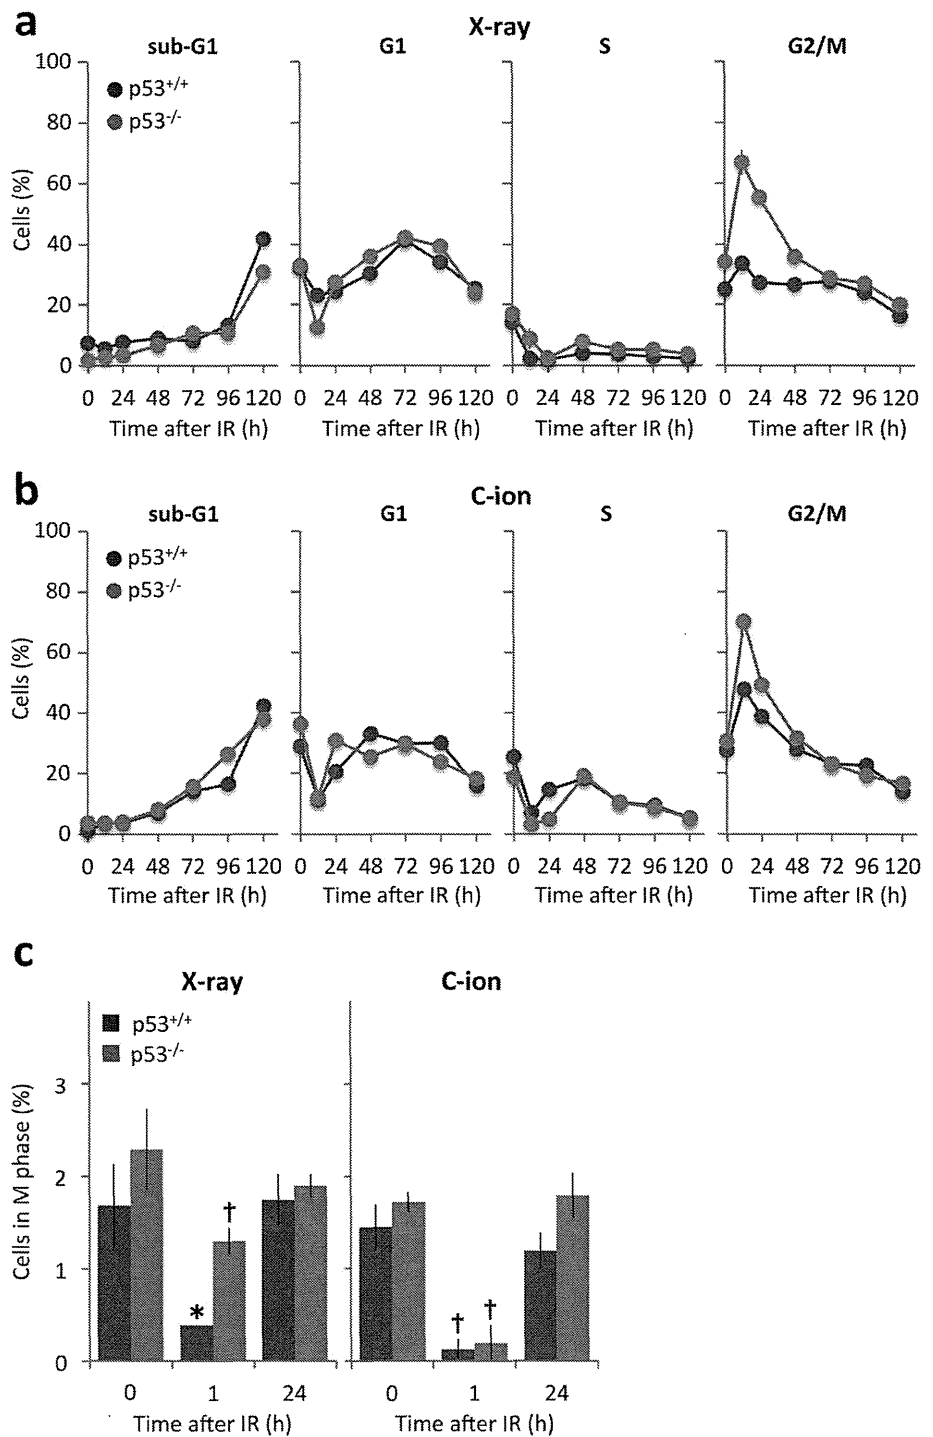 a
X-ray
sub-G1 G1 S G2/M
100
80
60
40
20
0
Cells (%)
p53+/+
p53-/-
0 24 48 72 96 120 0 24 48 72 96 120 0 24 48 72 96 120 0 24 48 72 96 120
Time after IR (h) Time after IR (h) Time after IR (h) Time after IR (h)
b
C-ion
sub-G1 G1 S G2/M
100
80
60
40
20
0
Cells (%)
p53+/+
p53-/-
0 24 48 72 96 120 0 24 48 72 96 120 0 24 48 72 96 120 0 24 48 72 96 120
Time after IR (h) Time after IR (h) Time after IR (h) Time after IR (h)
c
X-ray C-ion
p53+/+
p53-/-
3
2
1
0
Cells in M phase (%)
* † † †
0 1 24 0 1 24
Time after IR (h) Time after IR (h)